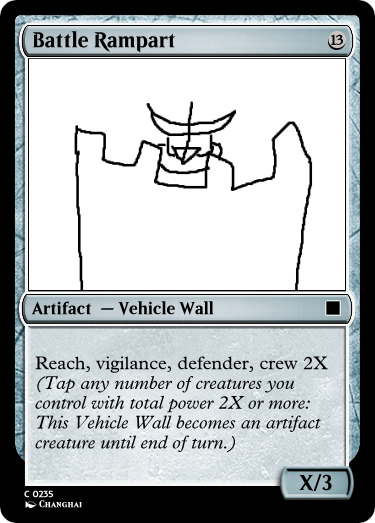 Battle Rampart 13
Artifact — Vehicle Wall
Reach, vigilance, defender, crew 2X
(Tap any number of creatures you
control with total power 2X or more:
This Vehicle Wall becomes an artifact
creature until end of turn.)
X/3
C 0235
Changhai